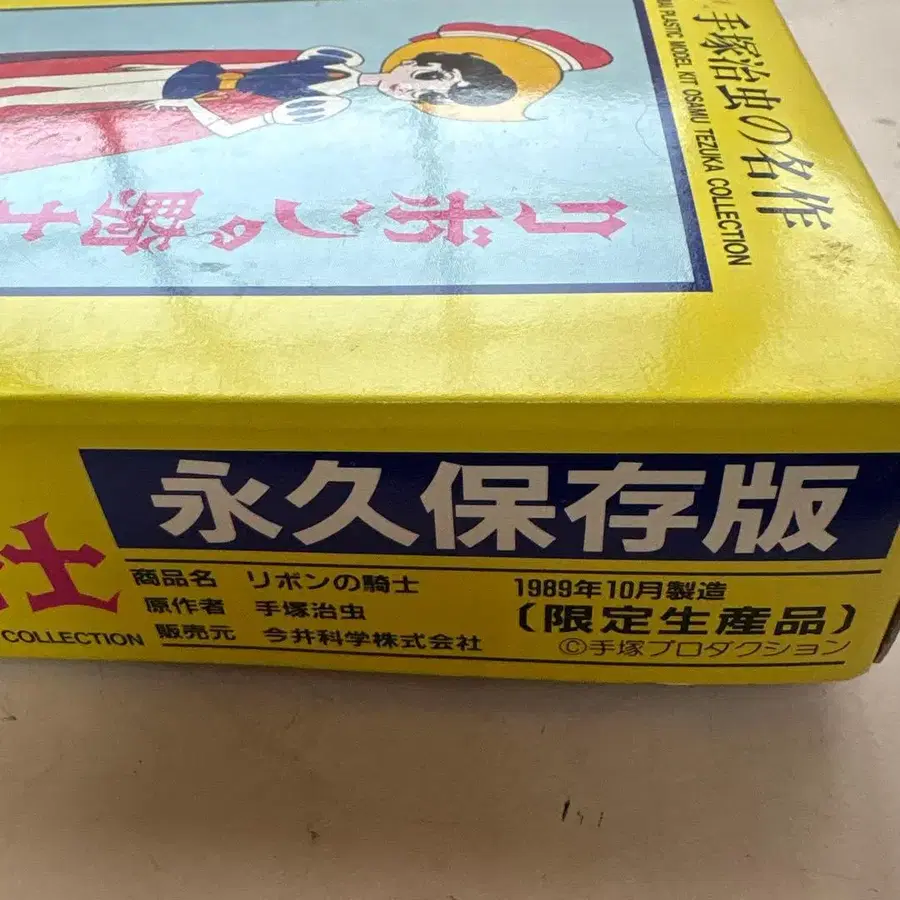 手塚治虫の名作
PLASTIC MODEL KIT OSAMU TEZUKA COLLECTION
リボンの騎士
永久保存版
士
COLLECTION
商品名 リボンの騎士
原作者 手塚治虫
販売元 今井科学株式会社
1989年10月製造
〔限定生産品〕
©手塚プロダクション